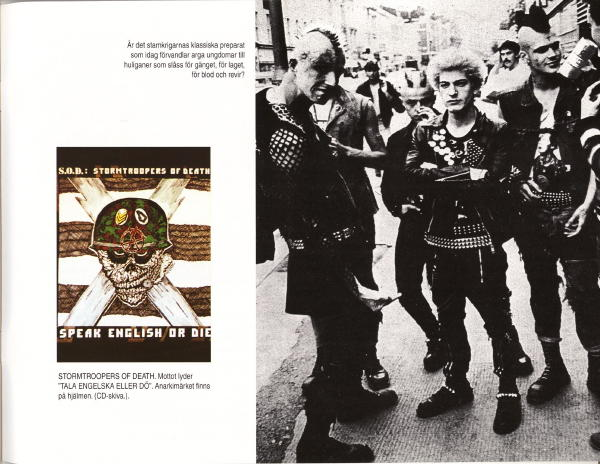 Är det stamkrigarnas klassiska preparat
som idag förvandlar arga ungdomar till
huliganer som slåss för gänget, för laget,
för blod och revir?
S.O.D.: STORMTROOPERS OF DEATH
SPEAK ENGLISH OR DIE
STORMTROOPERS OF DEATH. Mottot lyder
"TALA ENGELSKA ELLER DÖ". Anarkimärket finns
på hjälmen. (CD-skiva.).